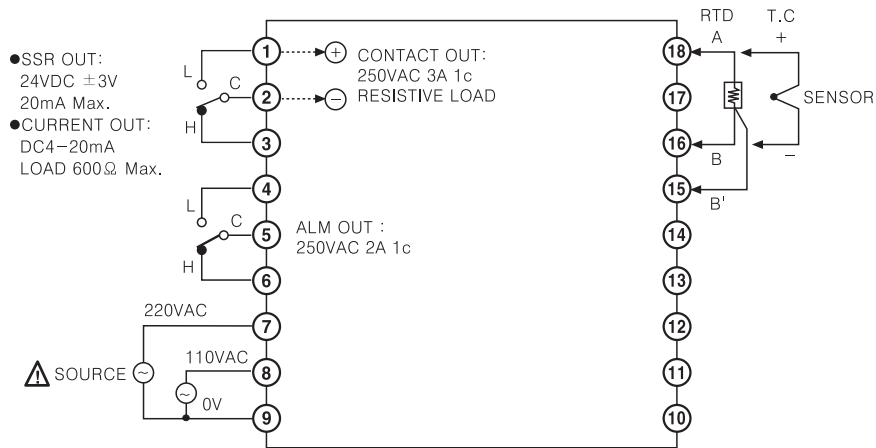 ●SSR OUT:
24VDC ±3V
20mA Max.
●CURRENT OUT:
DC4-20mA
LOAD 600Ω Max.
L
C
H
1
2
3
+
−
CONTACT OUT:
250VAC 3A 1c
RESISTIVE LOAD
L
C
H
4
5
6
ALM OUT :
250VAC 2A 1c
220VAC
110VAC
SOURCE
0V
7
8
9
RTD
A
T.C
+
SENSOR
B
−
B'
18
17
16
15
14
13
12
11
10